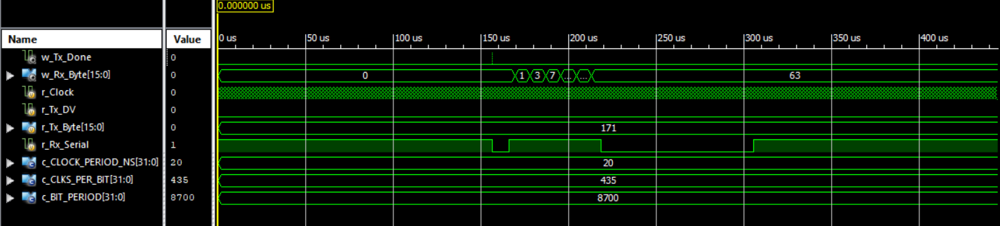 0.000000 us
Name Value 0 us 50 us 100 us 150 us 200 us 250 us 300 us 350 us 400 us
w_Tx_Done 0
w_Rx_Byte[15:0] 0 0 1 3 7 ... ... 63
r_Clock 0
r_Tx_DV 0
r_Tx_Byte[15:0] 0 171
r_Rx_Serial 1
c_CLOCK_PERIOD_NS[31:0] 20 20
c_CLKS_PER_BIT[31:0] 435 435
c_BIT_PERIOD[31:0] 8700 8700